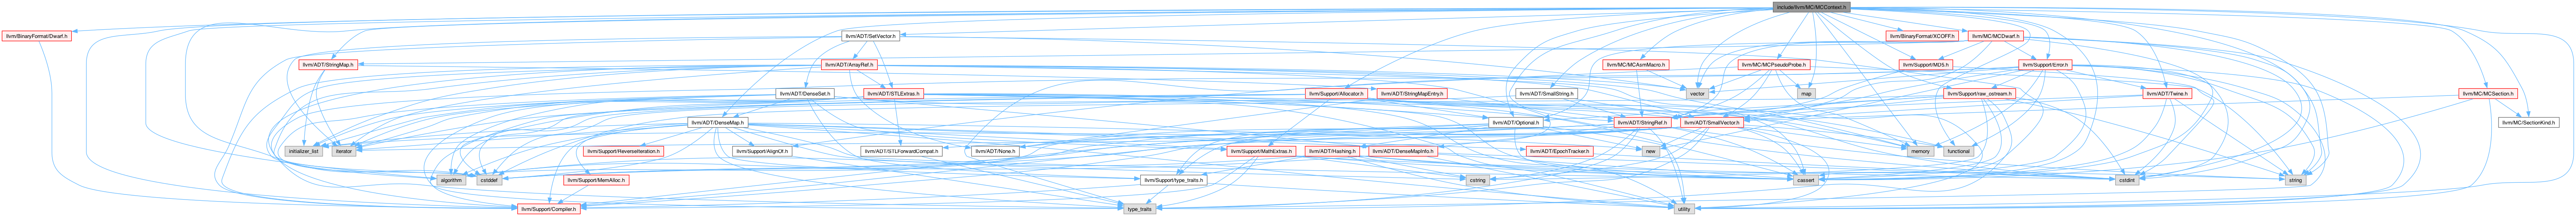 include/llvm/MC/MCContext.h
llvm/BinaryFormat/Dwarf.h
llvm/ADT/SetVector.h
llvm/BinaryFormat/XCOFF.h
llvm/MC/MCDwarf.h
llvm/ADT/StringMap.h
llvm/ADT/ArrayRef.h
llvm/MC/MCAsmMacro.h
llvm/MC/MCPseudoProbe.h
llvm/Support/MD5.h
llvm/Support/Error.h
llvm/ADT/DenseSet.h
llvm/ADT/STLExtras.h
llvm/Support/Allocator.h
llvm/ADT/StringMapEntry.h
llvm/ADT/SmallString.h
vector
map
llvm/Support/raw_ostream.h
llvm/ADT/Twine.h
llvm/MC/MCSection.h
llvm/ADT/DenseMap.h
llvm/ADT/Optional.h
llvm/ADT/StringRef.h
llvm/ADT/SmallVector.h
llvm/MC/SectionKind.h
initializer_list
iterator
llvm/Support/ReverseIteration.h
llvm/Support/AlignOf.h
llvm/ADT/STLForwardCompat.h
llvm/ADT/None.h
llvm/Support/MathExtras.h
llvm/ADT/Hashing.h
llvm/ADT/DenseMapInfo.h
llvm/ADT/EpochTracker.h
new
memory
functional
algorithm
cstddef
llvm/Support/MemAlloc.h
llvm/Support/type_traits.h
cstring
cassert
cstdint
string
llvm/Support/Compiler.h
type_traits
utility